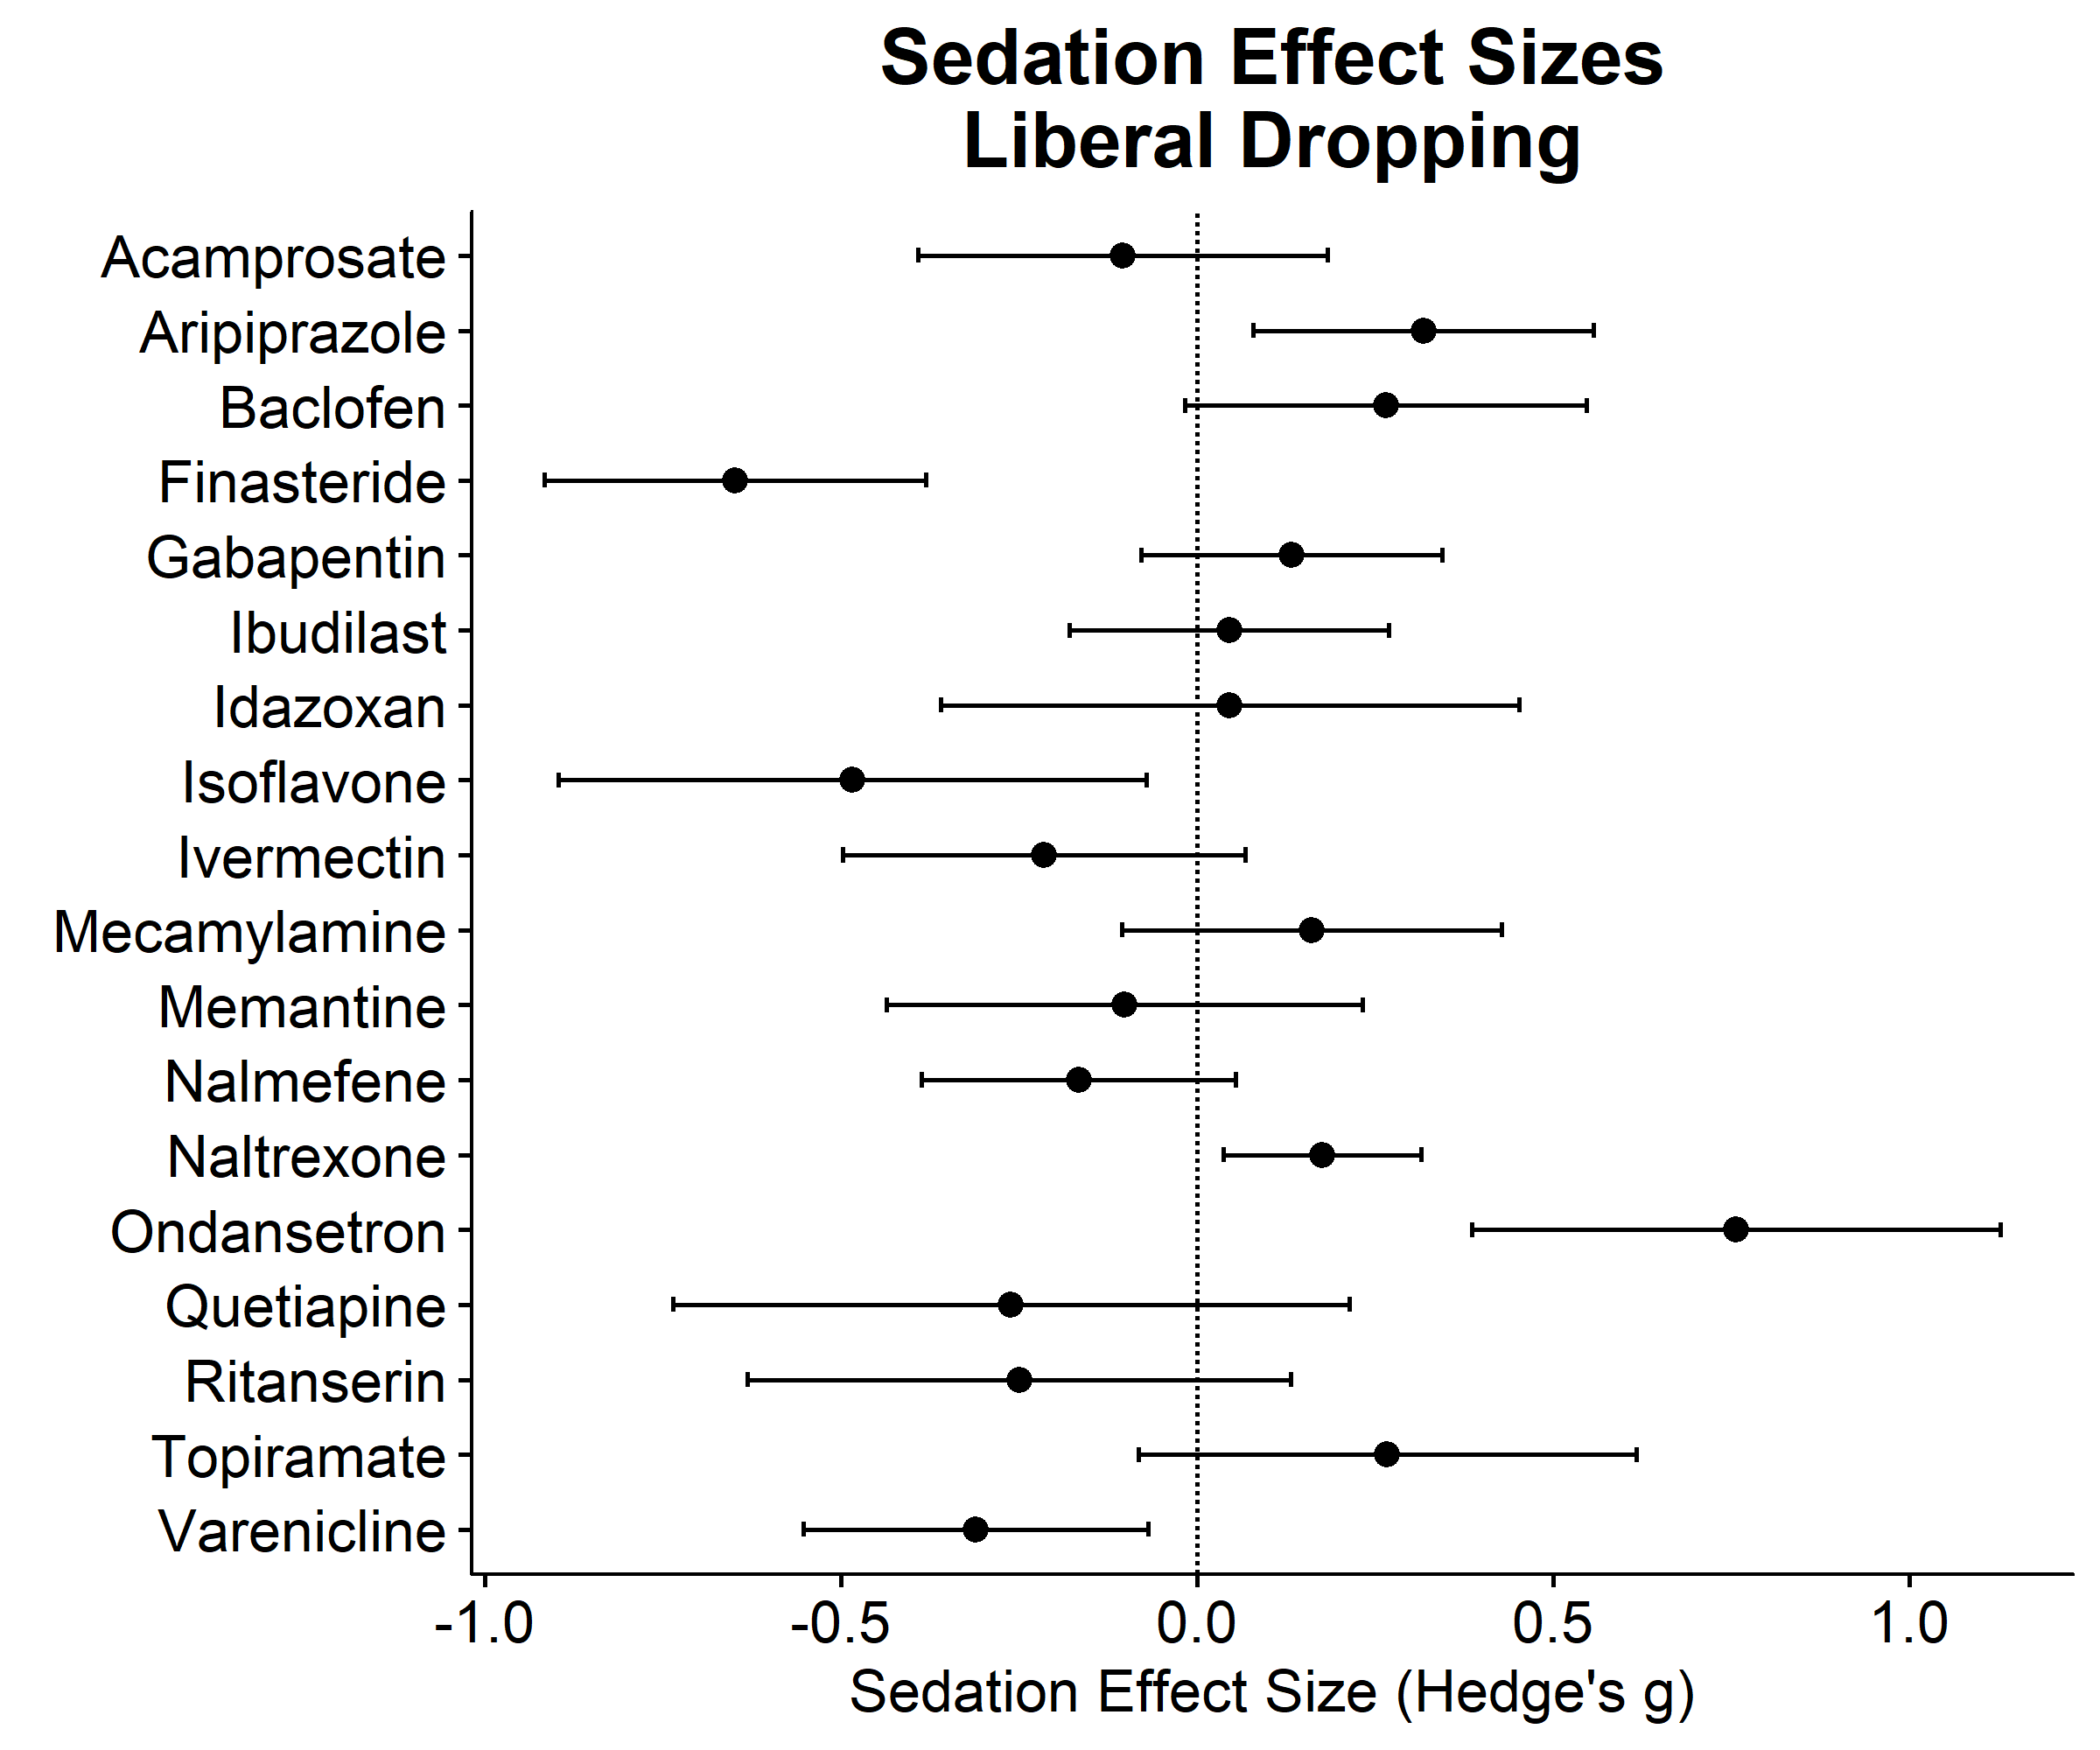 Sedation Effect Sizes
Liberal Dropping
Acamprosate
Aripiprazole
Baclofen
Finasteride
Gabapentin
Ibudilast
Idazoxan
Isoflavone
Ivermectin
Mecamylamine
Memantine
Nalmefene
Naltrexone
Ondansetron
Quetiapine
Ritanserin
Topiramate
Varenicline
-1.0 -0.5 0.0 0.5 1.0
Sedation Effect Size (Hedge's g)